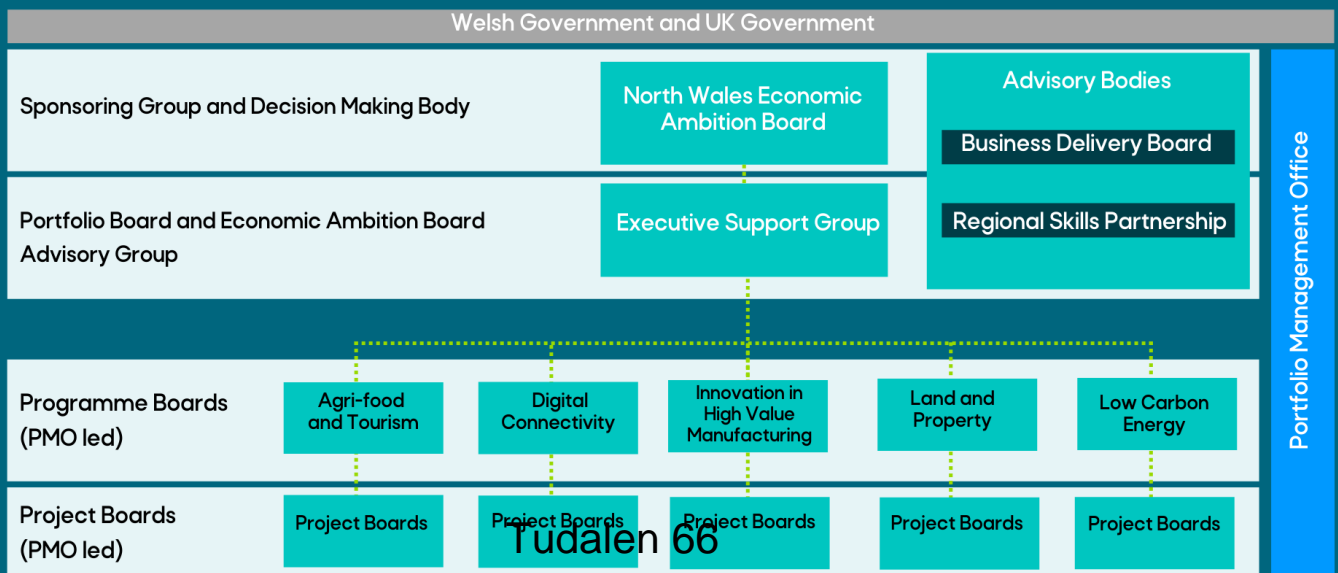 Welsh Government and UK Government
Sponsoring Group and Decision Making Body
North Wales Economic
Ambition Board
Advisory Bodies
Business Delivery Board
Regional Skills Partnership
Portfolio Board and Economic Ambition Board
Advisory Group
Executive Support Group
Portfolio Management Office
Programme Boards
(PMO led)
Agri-food
and Tourism
Digital
Connectivity
Innovation in
High Value
Manufacturing
Land and
Property
Low Carbon
Energy
Project Boards
(PMO led)
Project Boards
Project Boards
Project Boards
Project Boards
Project Boards
Tudalen 66